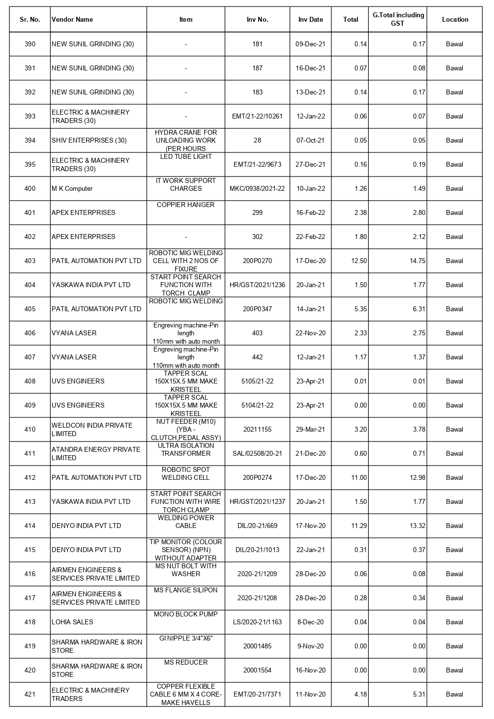 Sr. No. Vendor Name Item Inv No. Inv Date Total G.Total including GST Location
390 NEW SUNIL GRINDING (30) - 181 09-Dec-21 0.14 0.17 Bawal
391 NEW SUNIL GRINDING (30) - 187 16-Dec-21 0.07 0.08 Bawal
392 NEW SUNIL GRINDING (30) - 183 13-Dec-21 0.14 0.17 Bawal
393 ELECTRIC & MACHINERY TRADERS (30) - EMT/21-22/10261 12-Jan-22 0.06 0.07 Bawal
394 SHIV ENTERPRISES (30) HYDRA CRANE FOR UNLOADING WORK (PER HOURS 28 07-Oct-21 0.05 0.05 Bawal
395 ELECTRIC & MACHINERY TRADERS (30) LED TUBE LIGHT EMT/21-22/9673 27-Dec-21 0.16 0.19 Bawal
400 M K Computer IT WORK SUPPORT CHARGES MKC/0938/2021-22 10-Jan-22 1.26 1.49 Bawal
401 APEX ENTERPRISES COPPIER HANGER 299 16-Feb-22 2.38 2.80 Bawal
402 APEX ENTERPRISES - 302 22-Feb-22 1.80 2.12 Bawal
403 PATIL AUTOMATION PVT LTD ROBOTIC MIG WELDING CELL WITH 2 NOS OF FIXURE 200P0270 17-Dec-20 12.50 14.75 Bawal
404 YASKAWA INDIA PVT LTD START POINT SEARCH FUNCTION WITH TORCH CLAMP HR/GST/2021/1236 20-Jan-21 1.50 1.77 Bawal
405 PATIL AUTOMATION PVT LTD ROBOTIC MIG WELDING 200P0347 14-Jan-21 5.35 6.31 Bawal
406 VYANA LASER Engreving machine-Pin length 110mm with auto month 403 22-Nov-20 2.33 2.75 Bawal
407 VYANA LASER Engreving machine-Pin length 110mm with auto month 442 12-Jan-21 1.17 1.37 Bawal
408 UVS ENGINEERS TAPPER SCAL 150X15X.5 MM MAKE KRISTEEL 5105/21-22 23-Apr-21 0.01 0.01 Bawal
409 UVS ENGINEERS TAPPER SCAL 150X15X.5 MM MAKE KRISTEEL 5104/21-22 23-Apr-21 0.00 0.00 Bawal
410 WELDCON INDIA PRIVATE LIMITED NUT FEEDER (M10) (YBA - CLUTCH,PEDAL ASSY) 20211155 29-Mar-21 3.20 3.78 Bawal
411 ATANDRA ENERGY PRIVATE LIMITED ULTRA ISOLATION TRANSFORMER SAL/02508/20-21 21-Dec-20 0.60 0.71 Bawal
412 PATIL AUTOMATION PVT LTD ROBOTIC SPOT WELDING CELL 200P0274 17-Dec-20 11.00 12.98 Bawal
413 YASKAWA INDIA PVT LTD START POINT SEARCH FUNCTION WITH WIRE TORCH CLAMP HR/GST/2021/1237 20-Jan-21 1.50 1.77 Bawal
414 DENYO INDIA PVT LTD WELDING POWER CABLE DIL/20-21/669 17-Nov-20 11.29 13.32 Bawal
415 DENYO INDIA PVT LTD TIP MONITOR (COLOUR SENSOR) (NPN) WITHOUT ADAPTER DIL/20-21/1013 22-Jan-21 0.31 0.37 Bawal
416 AIRMEN ENGINEERS & SERVICES PRIVATE LIMITED MS NUT BOLT WITH WASHER 2020-21/1209 28-Dec-20 0.06 0.08 Bawal
417 AIRMEN ENGINEERS & SERVICES PRIVATE LIMITED MS FLANGE SILIPON 2020-21/1208 28-Dec-20 0.28 0.34 Bawal
418 LOHIA SALES MONO BLOCK PUMP LS/2020-21/1163 8-Dec-20 0.04 0.04 Bawal
419 SHARMA HARDWARE & IRON STORE GI NIPPLE 3/4"X6" 20001485 9-Nov-20 0.00 0.00 Bawal
420 SHARMA HARDWARE & IRON STORE MS REDUCER 20001554 16-Nov-20 0.00 0.00 Bawal
421 ELECTRIC & MACHINERY TRADERS COPPER FLEXIBLE CABLE 6 MM X 4 CORE- MAKE HAVELLS EMT/20-21/7371 11-Nov-20 4.18 5.31 Bawal